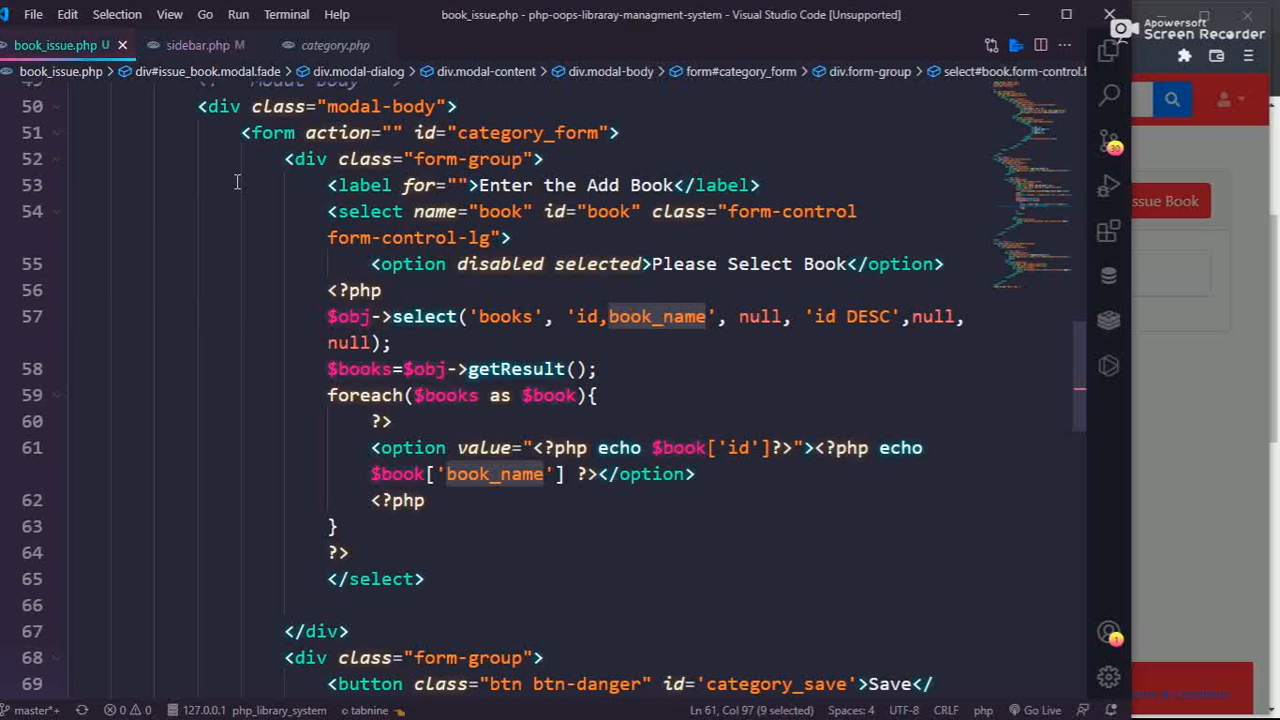 File Edit Selection View Go Run Terminal Help book_issue.php - php-oops-libraray-managment-system - Visual Studio Code [Unsupported]
Apowersoft
Screen Recorder
book_issue.php U sidebar.php M category.php
book_issue.php div#issue_book.modal.fade div.modal-dialog div.modal-content div.modal-body form#category_form div.form-group select#book.form-control.f
50 <div class="modal-body">
51 <form action="" id="category_form">
52 <div class="form-group">
53 <label for="">Enter the Add Book</label>
54 <select name="book" id="book" class="form-control
form-control-lg">
55 <option disabled selected>Please Select Book</option>
56 <?php
57 $obj->select('books', 'id,book_name', null, 'id DESC',null,
null);
58 $books=$obj->getResult();
59 foreach($books as $book){
60 ?>
61 <option value="<?php echo $book['id']?>"><?php echo
$book['book_name'] ?></option>
62 <?php
63 }
64 ?>
65 </select>
66
67 </div>
68 <div class="form-group">
69 <button class="btn btn-danger" id='category_save'>Save</
30
ssue Book
1
master* 0 0 127.0.0.1 php_library_system tabnine Ln 61, Col 97 (9 selected) Spaces: 4 UTF-8 CRLF php Go Live